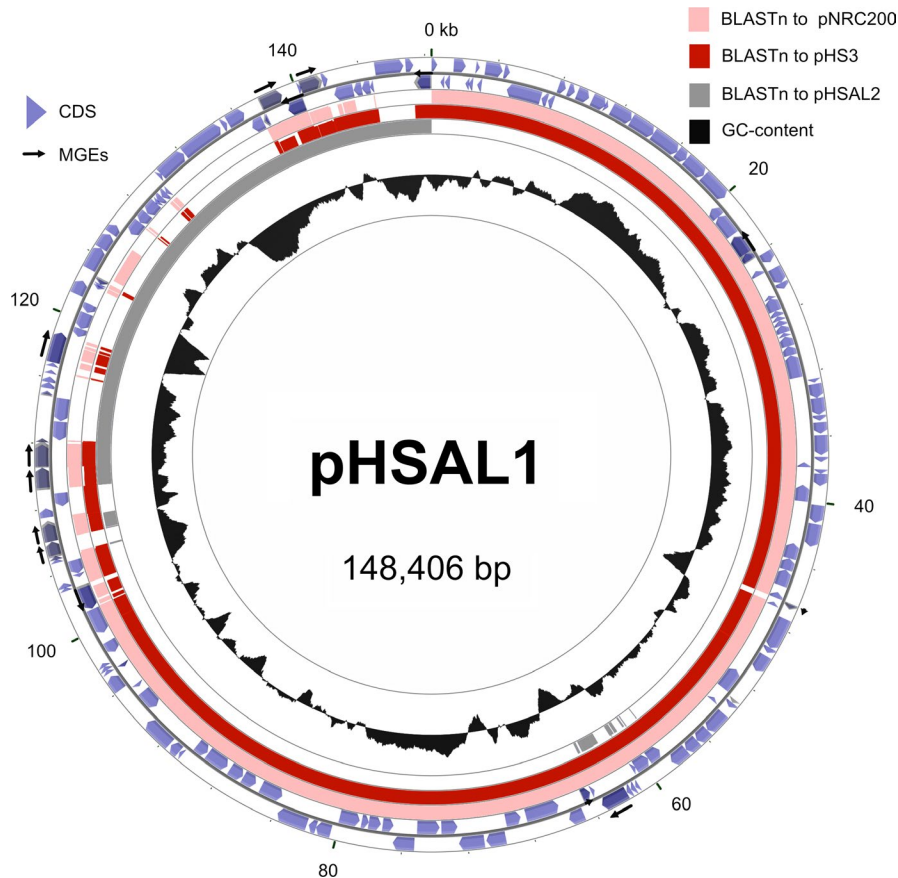 0 kb
140
BLASTn to pNRC200
BLASTn to pHS3
BLASTn to pHSAL2
GC-content
CDS
MGEs
20
120
pHSAL1
40
148,406 bp
100
60
80